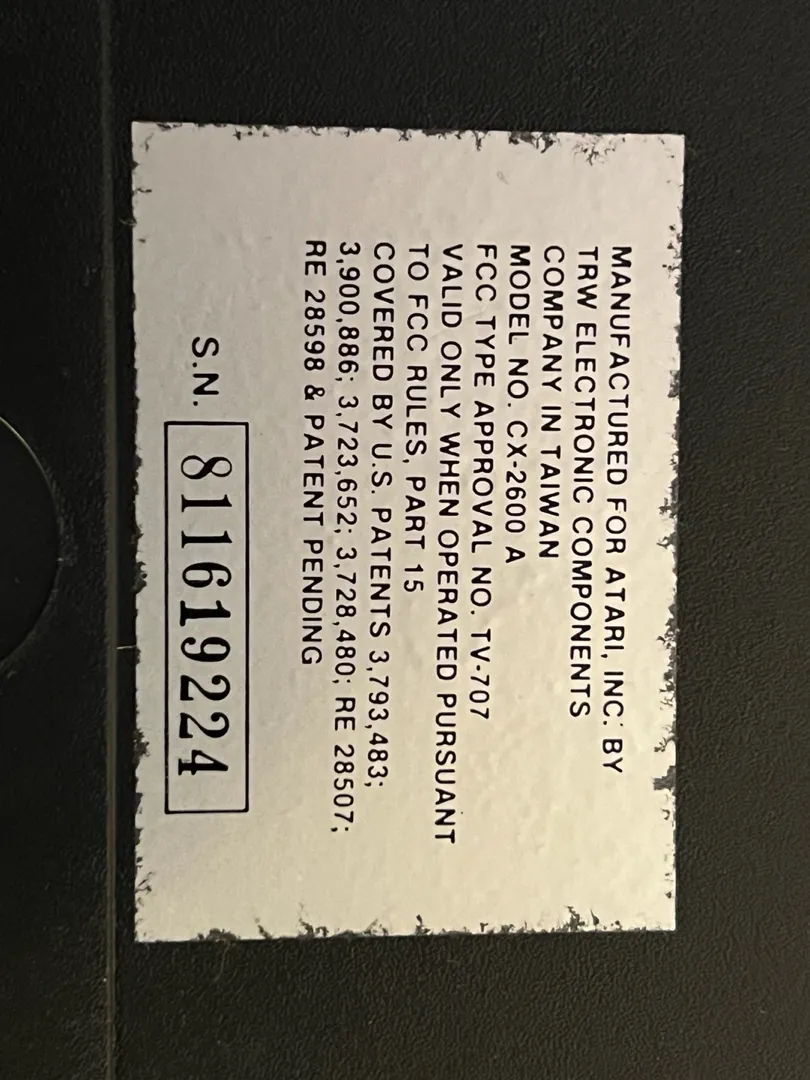 MANUFACTURED FOR ATARI, INC. BY
TRW ELECTRONIC COMPONENTS
COMPANY IN TAIWAN
MODEL NO. CX-2600 A
FCC TYPE APPROVAL NO. TV-707
VALID ONLY WHEN OPERATED PURSUANT
TO FCC RULES, PART 15
COVERED BY U.S. PATENTS 3,793,483;
3,900,886; 3,723,652; 3,728,480; RE 28507;
RE 28598 & PATENT PENDING
S.N. 811619224